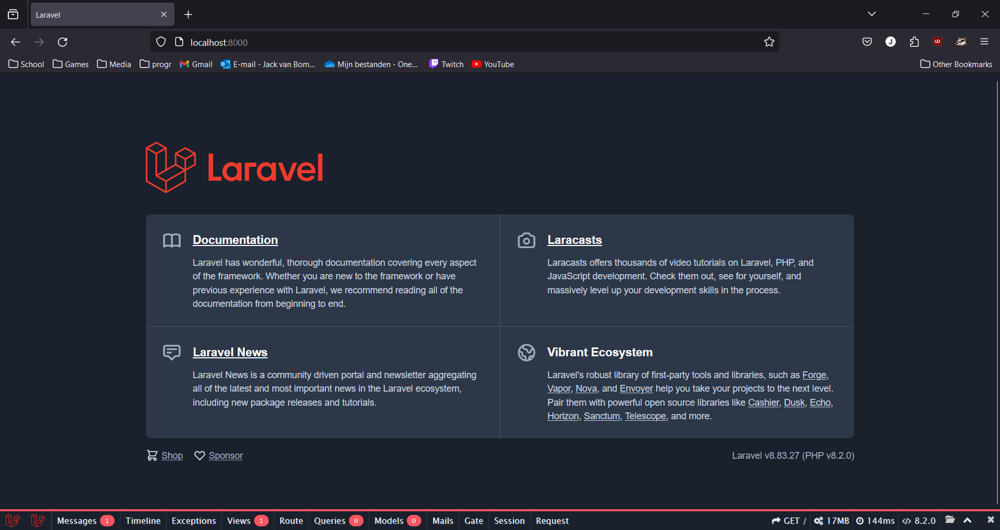 Laravel
localhost:8000
J
School Games Media progr Gmail E-mail - Jack van Bom... Mijn bestanden - One... Twitch YouTube Other Bookmarks
Laravel
Documentation
Laravel has wonderful, thorough documentation covering every aspect
of the framework. Whether you are new to the framework or have
previous experience with Laravel, we recommend reading all of the
documentation from beginning to end.
Laracasts
Laracasts offers thousands of video tutorials on Laravel, PHP, and
JavaScript development. Check them out, see for yourself, and
massively level up your development skills in the process.
Laravel News
Laravel News is a community driven portal and newsletter aggregating
all of the latest and most important news in the Laravel ecosystem,
including new package releases and tutorials.
Vibrant Ecosystem
Laravel's robust library of first-party tools and libraries, such as Forge,
Vapor, Nova, and Envoyer help you take your projects to the next level.
Pair them with powerful open source libraries like Cashier, Dusk, Echo,
Horizon, Sanctum, Telescope, and more.
Shop Sponsor Laravel v8.83.27 (PHP v8.2.0)
Messages 1 Timeline Exceptions Views 1 Route Queries 0 Models 0 Mails Gate Session Request GET / 17MB 144ms 8.2.0